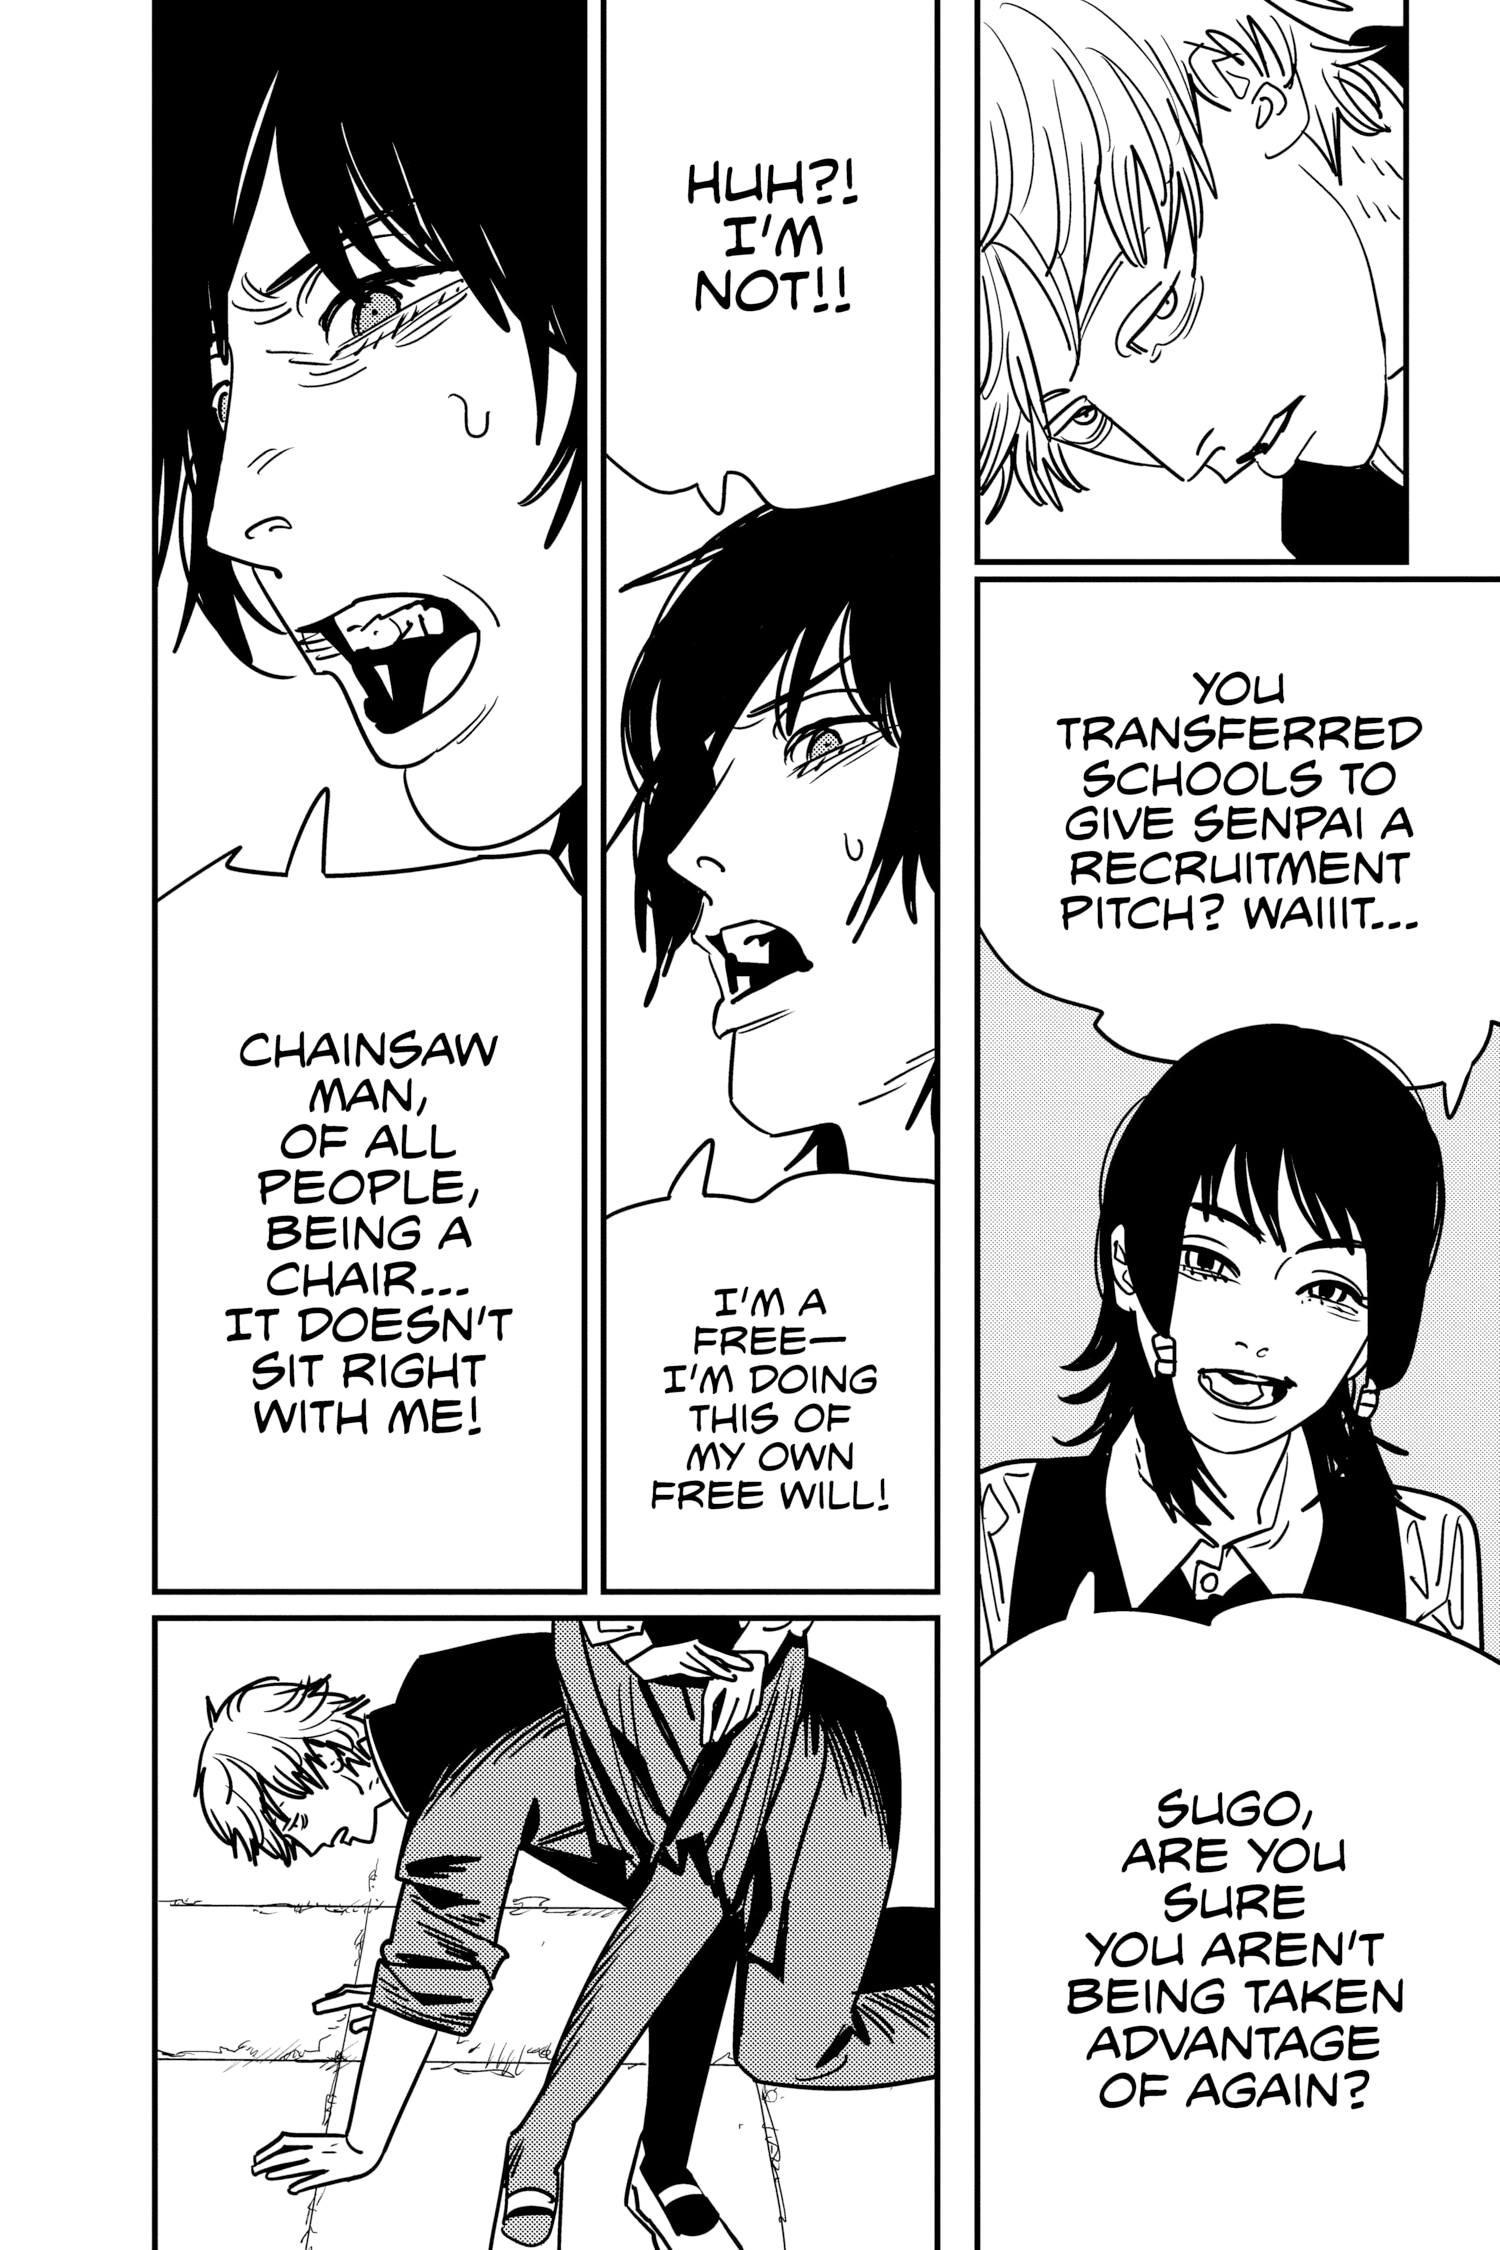 YOU
TRANSFERRED
SCHOOLS TO
GIVE SENPAI A
RECRUITMENT
PITCH? WAIIIT...
SUGO,
ARE YOU
SURE
YOU AREN'T
BEING TAKEN
ADVANTAGE
OF AGAIN?
HUH?!
I'M
NOT!!
I'M A
FREE—
I'M DOING
THIS OF
MY OWN
FREE WILL!
CHAINSAW
MAN,
OF ALL
PEOPLE,
BEING A
CHAIR...
IT DOESN'T
SIT RIGHT
WITH ME!